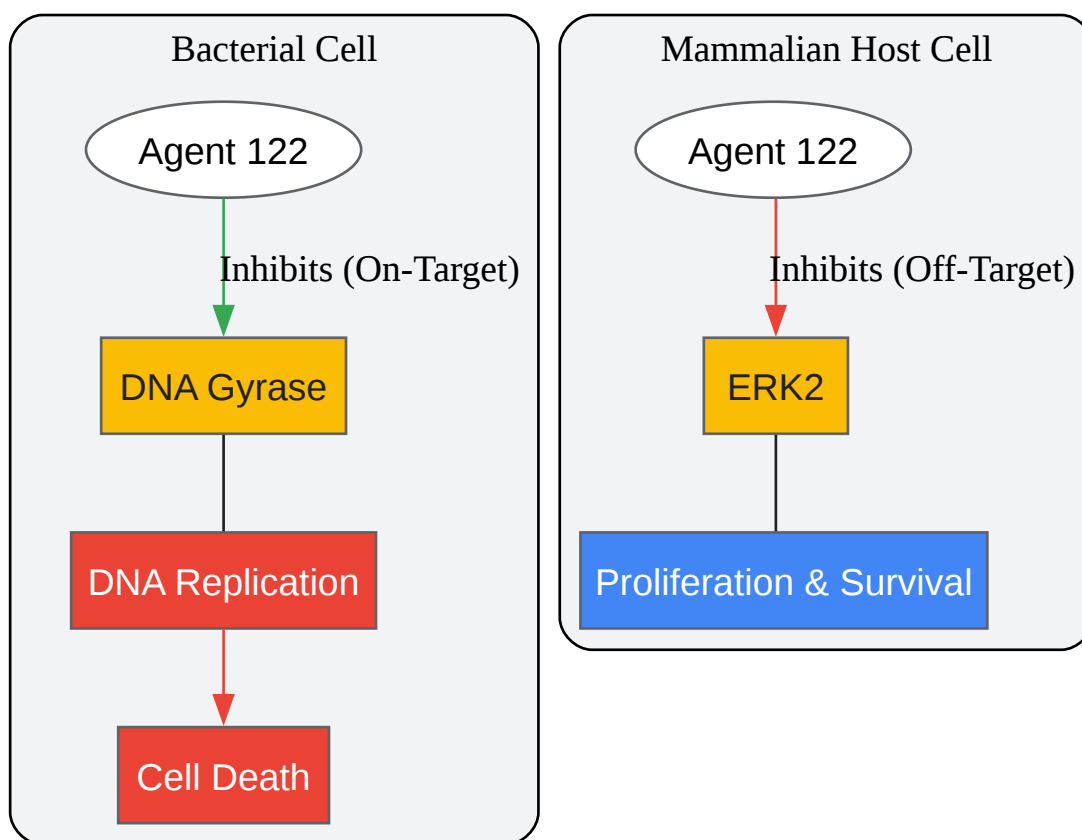 Bacterial Cell
Agent 122
Inhibits (On-Target)
DNA Gyrase
DNA Replication
Cell Death
Mammalian Host Cell
Agent 122
Inhibits (Off-Target)
ERK2
Proliferation & Survival